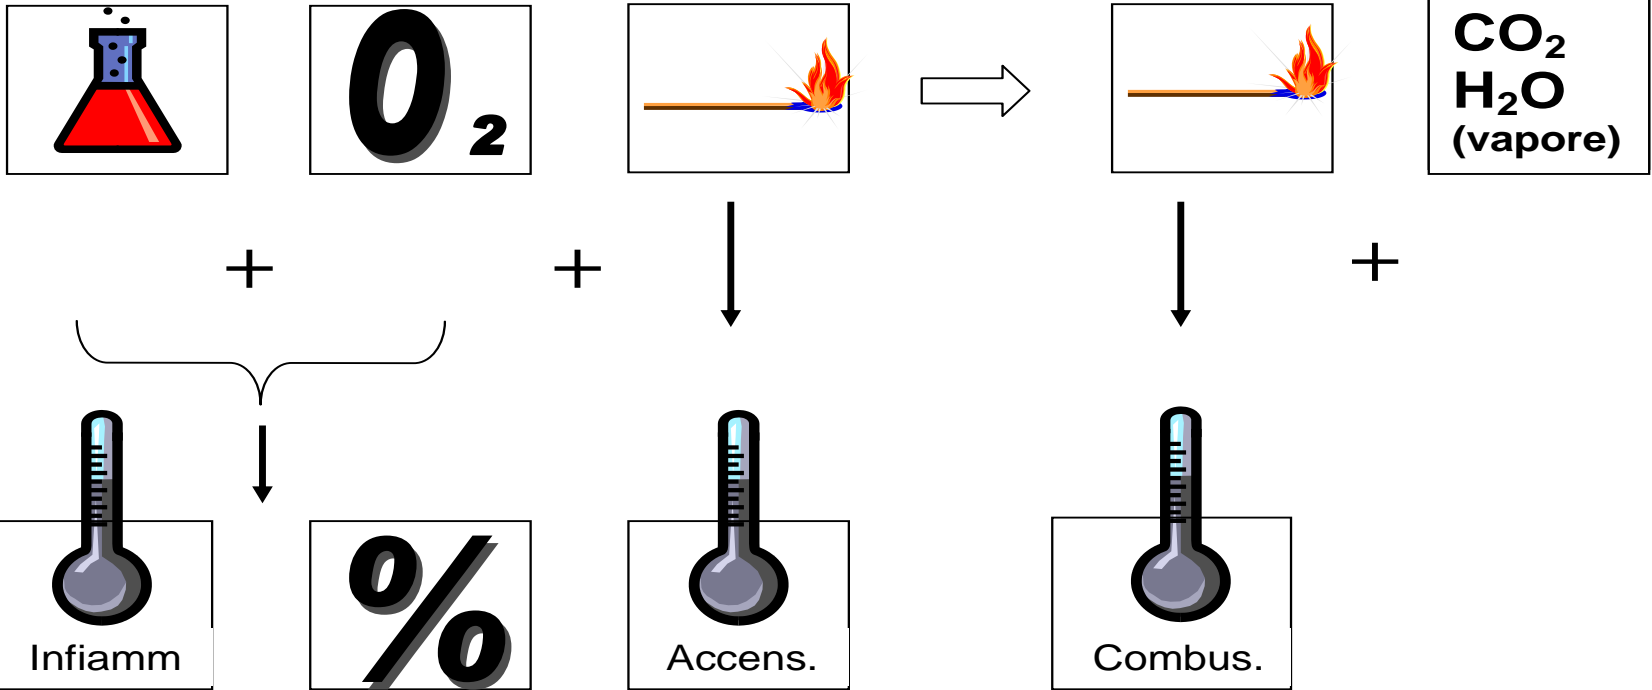 O₂
CO₂
H₂O
(vapore)
Infiamm
%
Accens.
Combus.